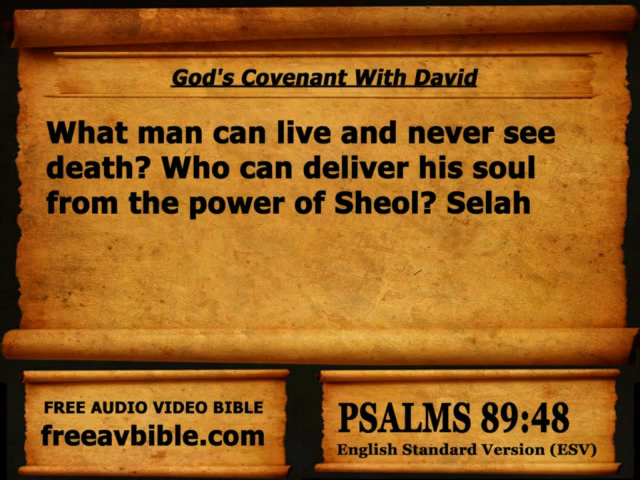 God's Covenant With David
What man can live and never see
death? Who can deliver his soul
from the power of Sheol? Selah
FREE AUDIO VIDEO BIBLE
freeavbible.com
PSALMS 89:48
English Standard Version (ESV)